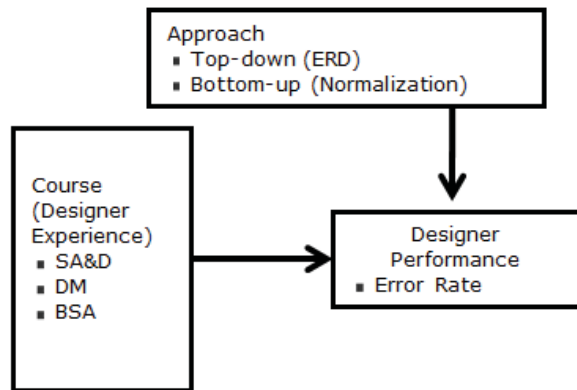 Approach
▪ Top-down (ERD)
▪ Bottom-up (Normalization)
Course
(Designer
Experience)
▪ SA&D
▪ DM
▪ BSA
Designer
Performance
▪ Error Rate